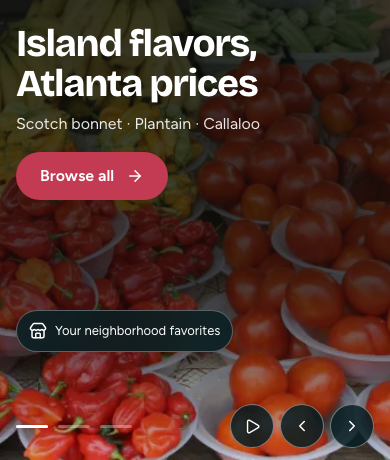 Island flavors,
Atlanta prices
Scotch bonnet · Plantain · Callaloo
Browse all
Your neighborhood favorites